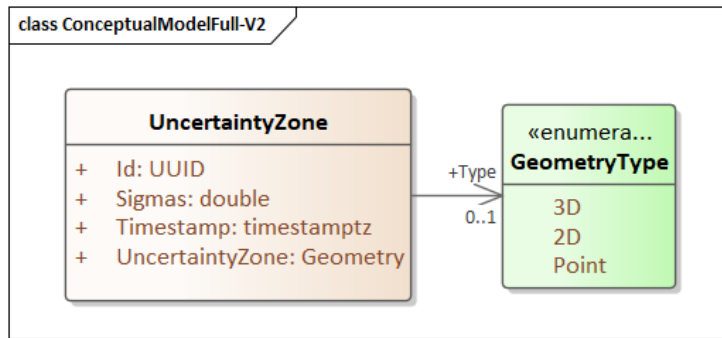 class ConceptualModelFull-V2
UncertaintyZone
+ Id: UUID
+ Sigmas: double
+ Timestamp: timestamptz
+ UncertaintyZone: Geometry
+Type
0..1
«enumera...
GeometryType
3D
2D
Point